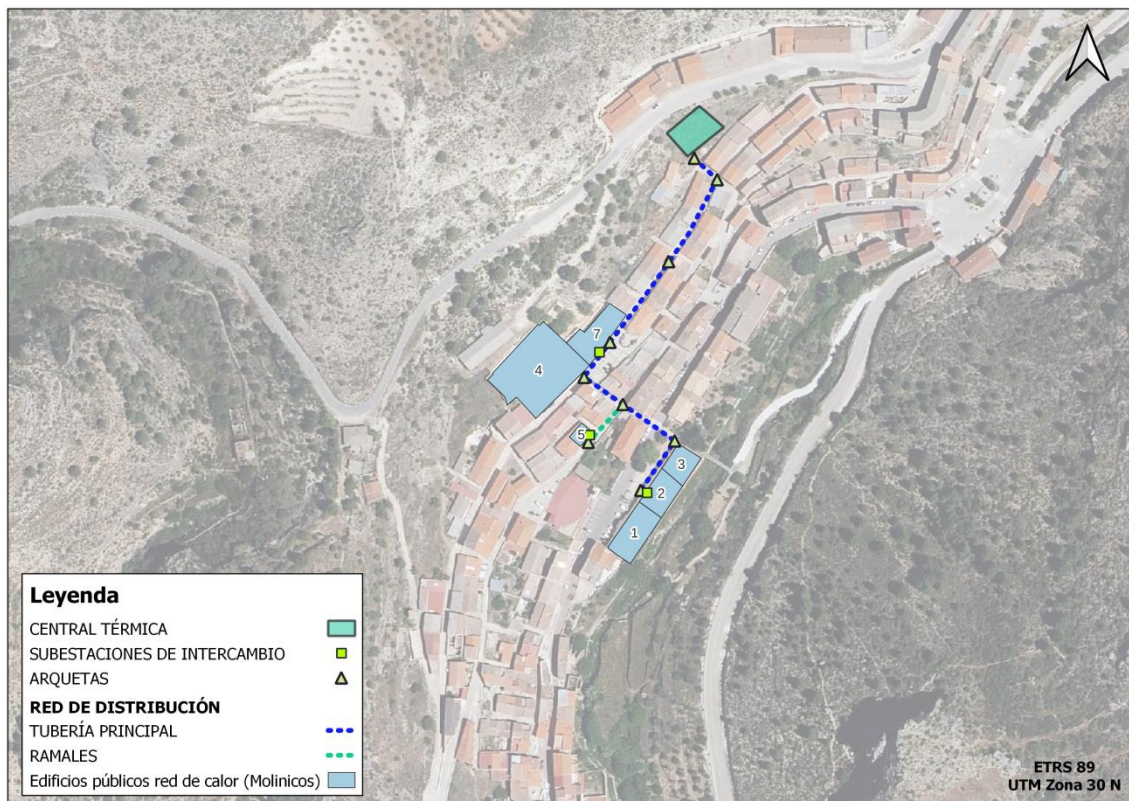 7
4
5
3
2
1
Leyenda
CENTRAL TÉRMICA
SUBESTACIONES DE INTERCAMBIO
ARQUETAS
RED DE DISTRIBUCIÓN
TUBERÍA PRINCIPAL
RAMALES
Edificios públicos red de calor (Molinicos)
ETRS 89
UTM Zona 30 N